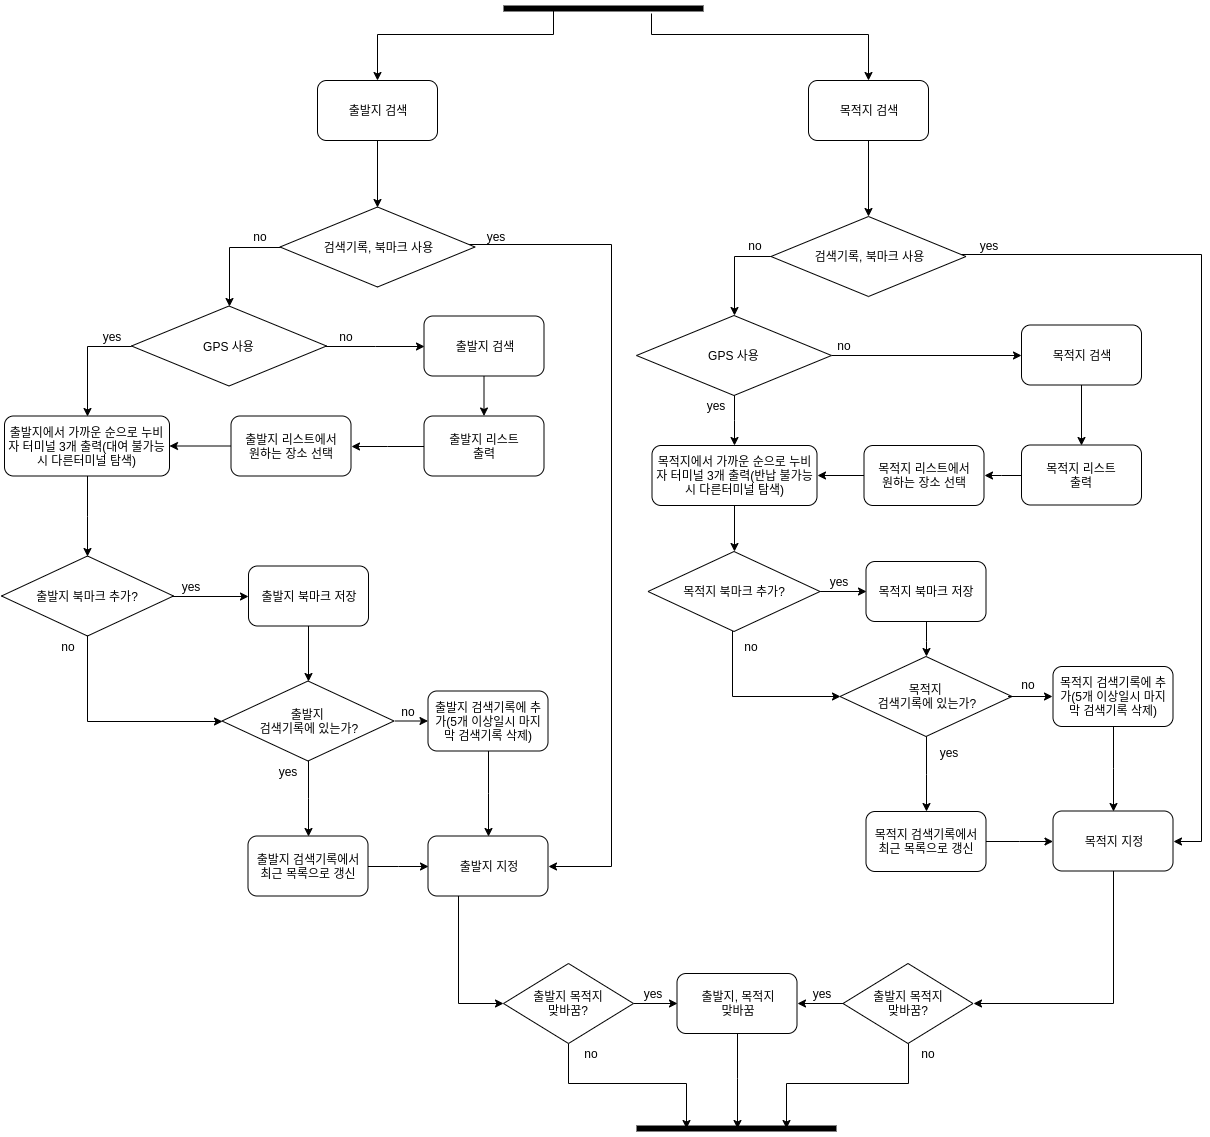 출발지 검색
목적지 검색
검색기록, 북마크 사용
no
yes
검색기록, 북마크 사용
no
yes
GPS 사용
yes
no
출발지 검색
GPS 사용
no
yes
목적지 검색
출발지에서 가까운 순으로 누비
자 터미널 3개 출력(대여 불가능
시 다른터미널 탐색)
출발지 리스트에서
원하는 장소 선택
출발지 리스트
출력
목적지에서 가까운 순으로 누비
자 터미널 3개 출력(반납 불가능
시 다른터미널 탐색)
목적지 리스트에서
원하는 장소 선택
목적지 리스트
출력
출발지 북마크 추가?
yes
no
출발지 북마크 저장
목적지 북마크 추가?
yes
no
목적지 북마크 저장
출발지
검색기록에 있는가?
no
yes
출발지 검색기록에 추
가(5개 이상일시 마지
막 검색기록 삭제)
목적지
검색기록에 있는가?
no
yes
목적지 검색기록에 추
가(5개 이상일시 마지
막 검색기록 삭제)
출발지 검색기록에서
최근 목록으로 갱신
출발지 지정
목적지 검색기록에서
최근 목록으로 갱신
목적지 지정
출발지 목적지
맞바꿈?
yes
no
출발지, 목적지
맞바꿈
yes
출발지 목적지
맞바꿈?
no